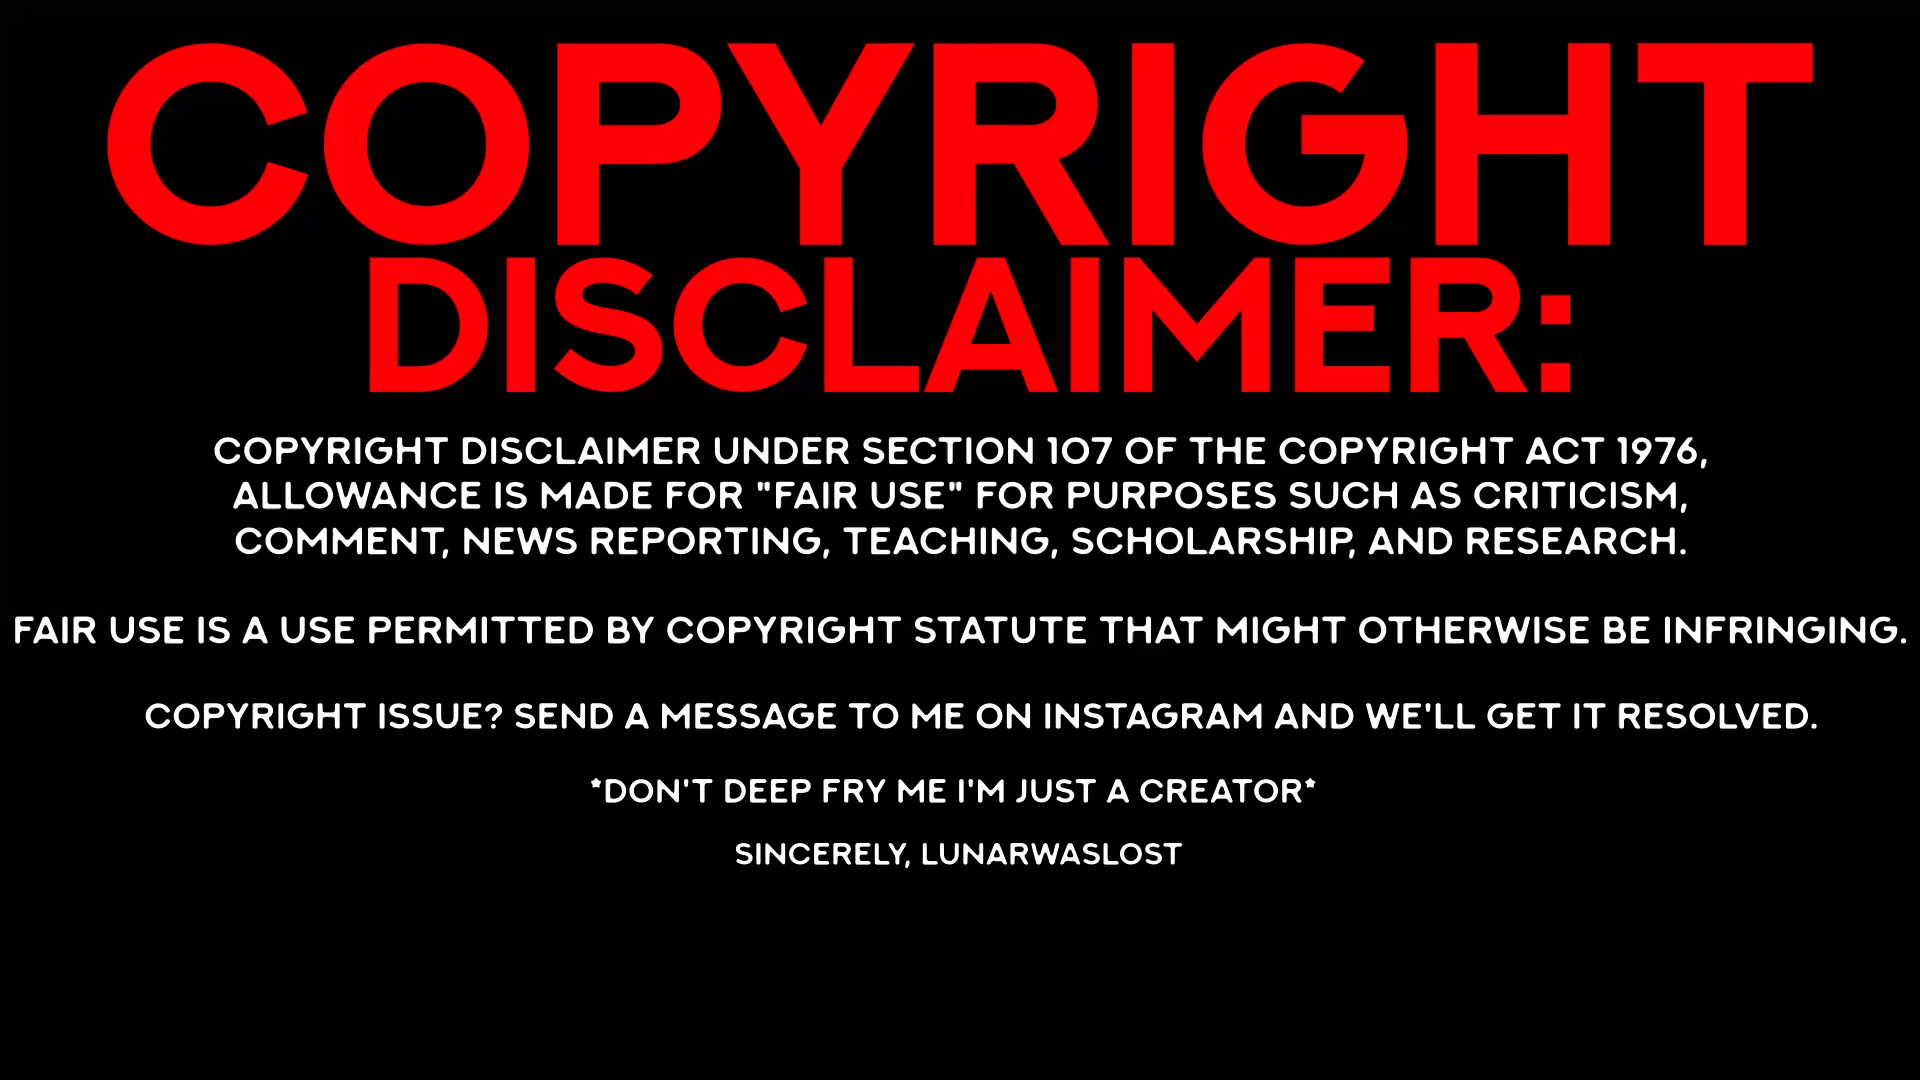 COPYRIGHT
DISCLAIMER:
COPYRIGHT DISCLAIMER UNDER SECTION 107 OF THE COPYRIGHT ACT 1976,
ALLOWANCE IS MADE FOR "FAIR USE" FOR PURPOSES SUCH AS CRITICISM,
COMMENT, NEWS REPORTING, TEACHING, SCHOLARSHIP, AND RESEARCH.
FAIR USE IS A USE PERMITTED BY COPYRIGHT STATUTE THAT MIGHT OTHERWISE BE INFRINGING.
COPYRIGHT ISSUE? SEND A MESSAGE TO ME ON INSTAGRAM AND WE'LL GET IT RESOLVED.
*DON'T DEEP FRY ME I'M JUST A CREATOR*
SINCERELY, LUNARWASLOST